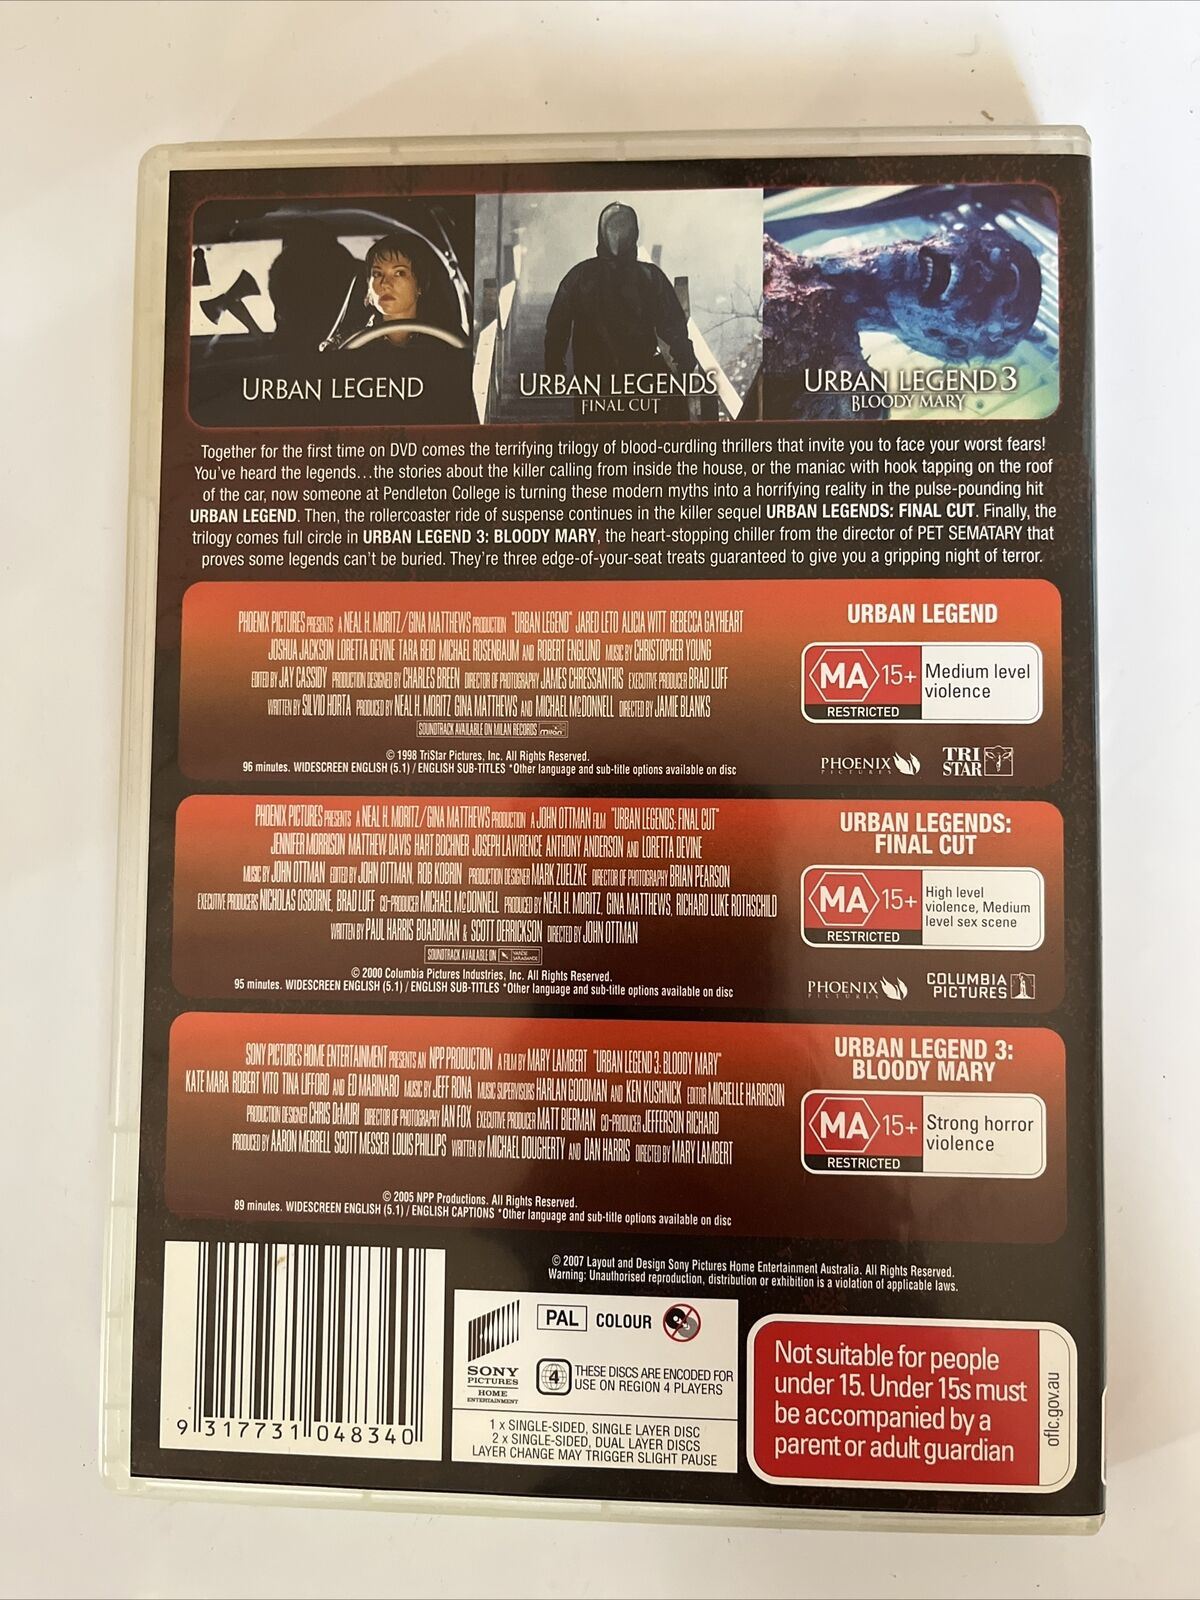 URBAN LEGEND
URBAN LEGENDS
FINAL CUT
URBAN LEGEND 3
BLOODY MARY
Together for the first time on DVD comes the terrifying trilogy of blood-curdling thrillers that invite you to face your worst fears!
You've heard the legends...the stories about the killer calling from inside the house, or the maniac with hook tapping on the roof
of the car, now someone at Pendleton College is turning these modern myths into a horrifying reality in the pulse-pounding hit
URBAN LEGEND. Then, the rollercoaster ride of suspense continues in the killer sequel URBAN LEGENDS: FINAL CUT. Finally, the
trilogy comes full circle in URBAN LEGEND 3: BLOODY MARY, the heart-stopping chiller from the director of PET SEMATARY that
proves some legends can't be buried. They're three edge-of-your-seat treats guaranteed to give you a gripping night of terror.
PHOENIX PICTURES PRESENTS A NEAL H. MORITZ/GINA MATTHEWS PRODUCTION "URBAN LEGEND" JARED LETO ALICIA WITT REBECCA GAYHEART
JOSHUA JACKSON LORETTA DEVINE TARA REID MICHAEL ROSENBAUM AND ROBERT ENGLUND MUSIC BY CHRISTOPHER YOUNG
EDITED BY JAY CASSIDY PRODUCTION DESIGNED BY CHARLES BREEN DIRECTOR OF PHOTOGRAPHY JAMES CHRESSANTHIS EXECUTIVE PRODUCER BRAD LUFF
WRITTEN BY SILVIO HORTA PRODUCED BY NEAL H. MORITZ GINA MATTHEWS AND MICHAEL MCDONNELL DIRECTED BY JAMIE BLANKS
SOUNDTRACK AVAILABLE ON MILAN RECORDS milan
© 1998 TriStar Pictures, Inc. All Rights Reserved.
96 minutes. WIDESCREEN ENGLISH (5.1) / ENGLISH SUB-TITLES *Other language and sub-title options available on disc
URBAN LEGEND
MA 15+
RESTRICTED
Medium level
violence
PHOENIX
PICTURES
TRI
STAR
PHOENIX PICTURES PRESENTS A NEAL H. MORITZ/GINA MATTHEWS PRODUCTION A JOHN OTTMAN FILM "URBAN LEGENDS: FINAL CUT"
JENNIFER MORRISON MATTHEW DAVIS HART BOCHNER JOSEPH LAWRENCE ANTHONY ANDERSON AND LORETTA DEVINE
MUSIC BY JOHN OTTMAN EDITED BY JOHN OTTMAN, ROB KOBRIN PRODUCTION DESIGNER MARK ZUELZKE DIRECTOR OF PHOTOGRAPHY BRIAN PEARSON
EXECUTIVE PRODUCERS NICHOLAS OSBORNE, BRAD LUFF CO-PRODUCER MICHAEL McDONNELL PRODUCED BY NEAL H. MORITZ, GINA MATTHEWS, RICHARD LUKE ROTHSCHILD
WRITTEN BY PAUL HARRIS BOARDMAN & SCOTT DERRICKSON DIRECTED BY JOHN OTTMAN
SOUNDTRACK AVAILABLE ON VARÈSE SARABANDE
© 2000 Columbia Pictures Industries, Inc. All Rights Reserved.
95 minutes. WIDESCREEN ENGLISH (5.1) / ENGLISH SUB-TITLES *Other language and sub-title options available on disc
URBAN LEGENDS:
FINAL CUT
MA 15+
RESTRICTED
High level
violence, Medium
level sex scene
PHOENIX
PICTURES
COLUMBIA
PICTURES
SONY PICTURES HOME ENTERTAINMENT PRESENTS AN NPP PRODUCTION A FILM BY MARY LAMBERT "URBAN LEGEND 3: BLOODY MARY"
KATE MARA ROBERT VITO TINA LIFFORD AND ED MARINARO MUSIC BY JEFF RONA MUSIC SUPERVISORS HARLAN GOODMAN AND KEN KUSHNICK EDITOR MICHELLE HARRISON
PRODUCTION DESIGNER CHRIS DeMURI DIRECTOR OF PHOTOGRAPHY IAN FOX EXECUTIVE PRODUCER MATT BIERMAN CO-PRODUCER JEFFERSON RICHARD
PRODUCED BY AARON MERRELL SCOTT MESSER LOUIS PHILLIPS WRITTEN BY MICHAEL DOUGHERTY AND DAN HARRIS DIRECTED BY MARY LAMBERT
© 2005 NPP Productions. All Rights Reserved.
89 minutes. WIDESCREEN ENGLISH (5.1) / ENGLISH CAPTIONS *Other language and sub-title options available on disc
URBAN LEGEND 3:
BLOODY MARY
MA 15+
RESTRICTED
Strong horror
violence
© 2007 Layout and Design Sony Pictures Home Entertainment Australia. All Rights Reserved.
Warning: Unauthorised reproduction, distribution or exhibition is a violation of applicable laws.
9 317731 048340
SONY
PICTURES
HOME
ENTERTAINMENT
PAL COLOUR
4 THESE DISCS ARE ENCODED FOR
USE ON REGION 4 PLAYERS
1 x SINGLE-SIDED, SINGLE LAYER DISC
2 x SINGLE-SIDED, DUAL LAYER DISCS
LAYER CHANGE MAY TRIGGER SLIGHT PAUSE
Not suitable for people
under 15. Under 15s must
be accompanied by a
parent or adult guardian
oflc.gov.au